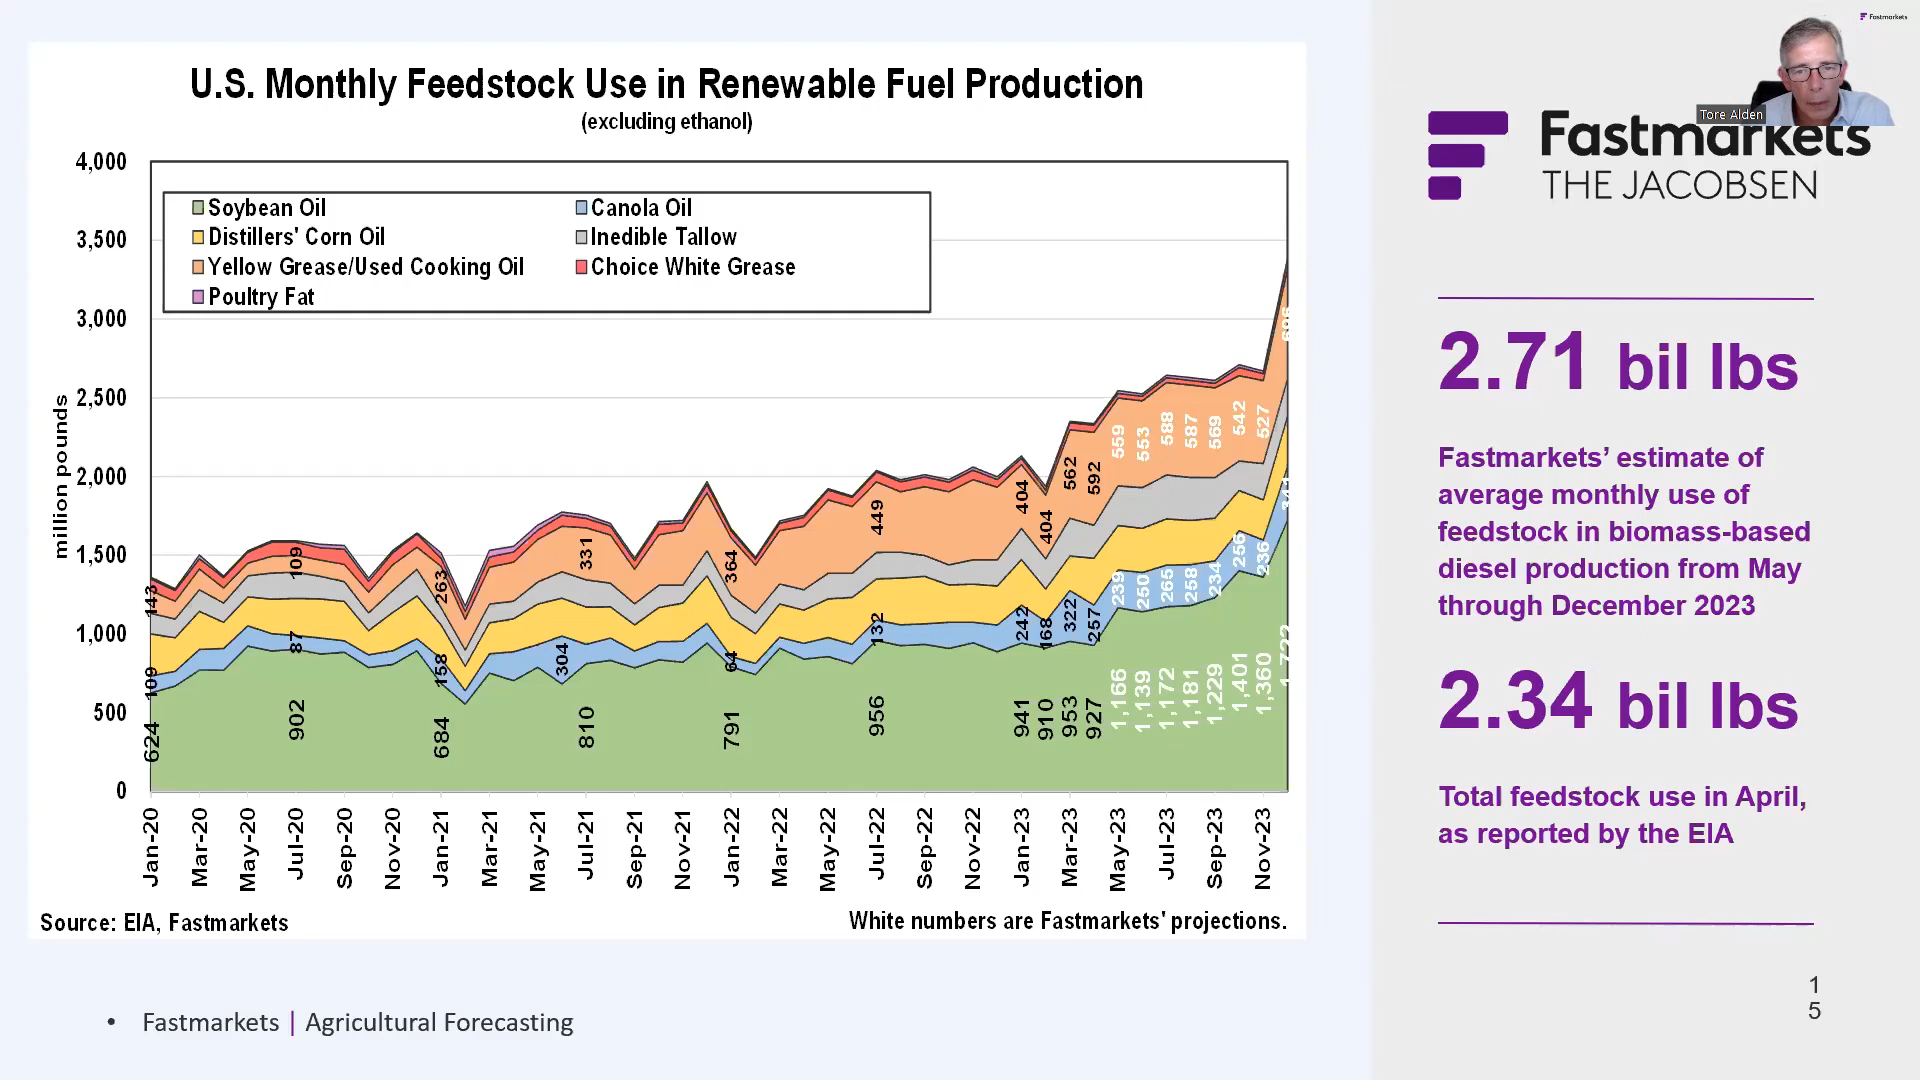 U.S. Monthly Feedstock Use in Renewable Fuel Production
(excluding ethanol)
4,000
3,500
3,000
2,500
2,000
1,500
1,000
500
0
million pounds
Soybean Oil
Canola Oil
Distillers' Corn Oil
Inedible Tallow
Yellow Grease/Used Cooking Oil
Choice White Grease
Poultry Fat
143
109
263
331
364
449
404
404
562
592
559
553
588
587
569
542
527
109
87
158
304
64
132
242
168
322
257
239
250
265
258
234
256
236
624
902
684
810
791
956
941
910
953
927
1,166
1,139
1,172
1,181
1,229
1,401
1,360
1,722
Jan-20
Mar-20
May-20
Jul-20
Sep-20
Nov-20
Jan-21
Mar-21
May-21
Jul-21
Sep-21
Nov-21
Jan-22
Mar-22
May-22
Jul-22
Sep-22
Nov-22
Jan-23
Mar-23
May-23
Jul-23
Sep-23
Nov-23
Source: EIA, Fastmarkets
White numbers are Fastmarkets' projections.
• Fastmarkets | Agricultural Forecasting
Fastmarkets
Tore Alden
Fastmarkets
THE JACOBSEN
2.71 bil lbs
Fastmarkets’ estimate of
average monthly use of
feedstock in biomass-based
diesel production from May
through December 2023
2.34 bil lbs
Total feedstock use in April,
as reported by the EIA
1
5